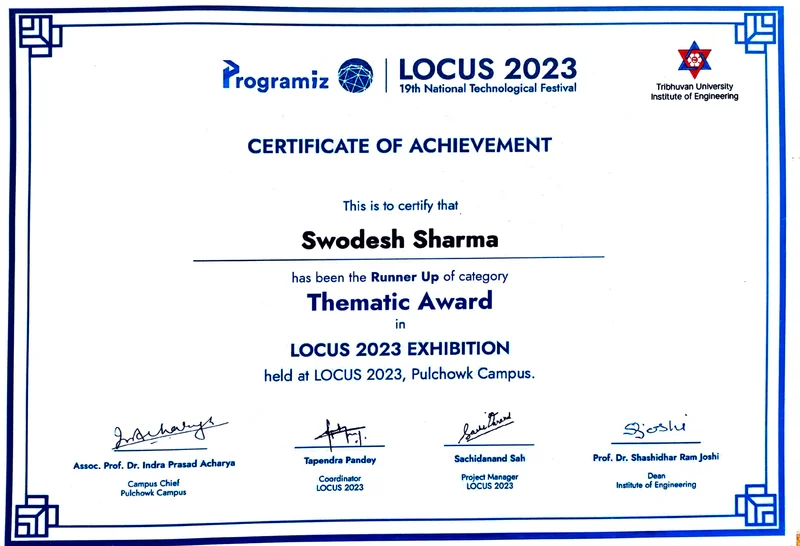 Programiz
LOCUS 2023
19th National Technological Festival
Tribhuvan University
Institute of Engineering
CERTIFICATE OF ACHIEVEMENT
This is to certify that
Swodesh Sharma
has been the Runner Up of category
Thematic Award
in
LOCUS 2023 EXHIBITION
held at LOCUS 2023, Pulchowk Campus.
Assoc. Prof. Dr. Indra Prasad Acharya
Campus Chief
Pulchowk Campus
Tapendra Pandey
Coordinator
LOCUS 2023
Sachidanand Sah
Project Manager
LOCUS 2023
Prof. Dr. Shashidhar Ram Joshi
Dean
Institute of Engineering